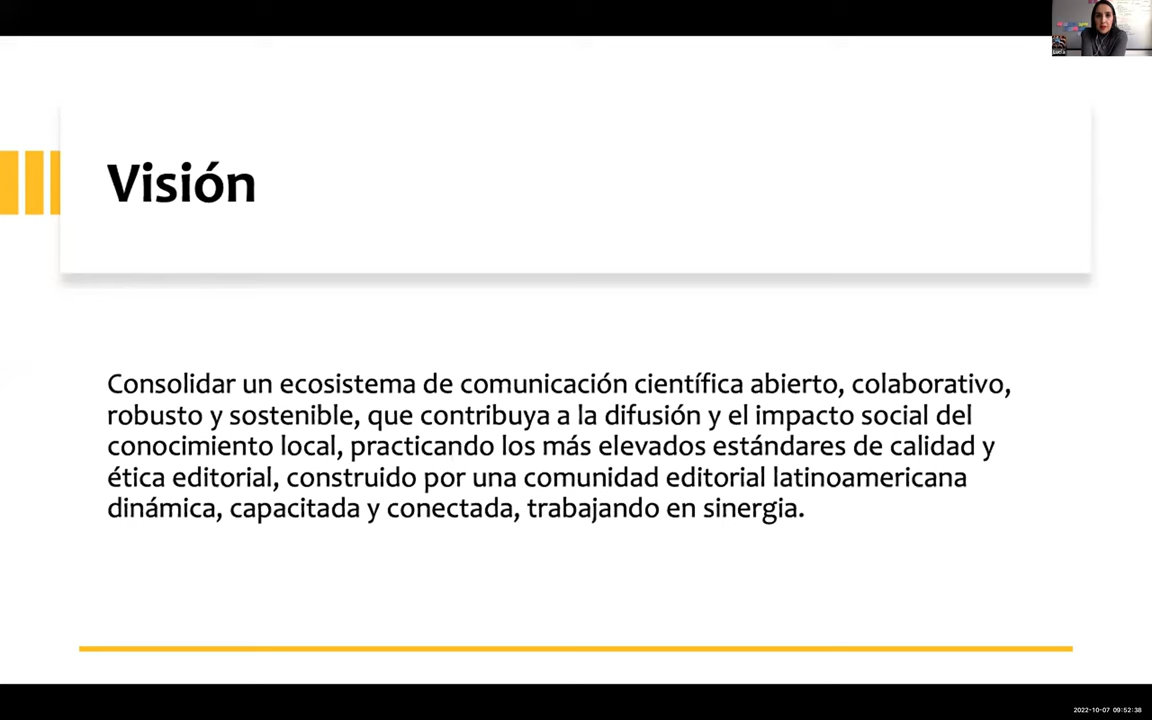 Visión
Consolidar un ecosistema de comunicación científica abierto, colaborativo,
robusto y sostenible, que contribuya a la difusión y el impacto social del
conocimiento local, practicando los más elevados estándares de calidad y
ética editorial, construido por una comunidad editorial latinoamericana
dinámica, capacitada y conectada, trabajando en sinergia.
2022-10-07 09:52:38